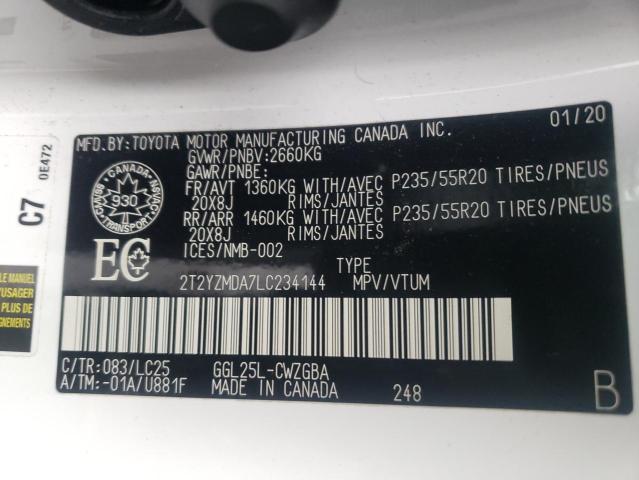 01/20
MFD.BY:TOYOTA MOTOR MANUFACTURING CANADA INC.
GVWR/PNBV:2660KG
GAWR/PNBE:
FR/AVT 1360KG WITH/AVEC P235/55R20 TIRES/PNEUS
20X8J RIMS/JANTES
RR/ARR 1460KG WITH/AVEC P235/55R20 TIRES/PNEUS
20X8J RIMS/JANTES
ICES/NMB-002
CANADA
930
TRANSPORT
EC
TYPE
2T2YZMDA7LC234144 MPV/VTUM
C/TR: 083/LC25 GGL25L-CWZGBA
A/TM: -01A/U881F MADE IN CANADA 248 B
C7 0E472
LE MANUEL
USAGER
PLUS DE
GNEMENTS